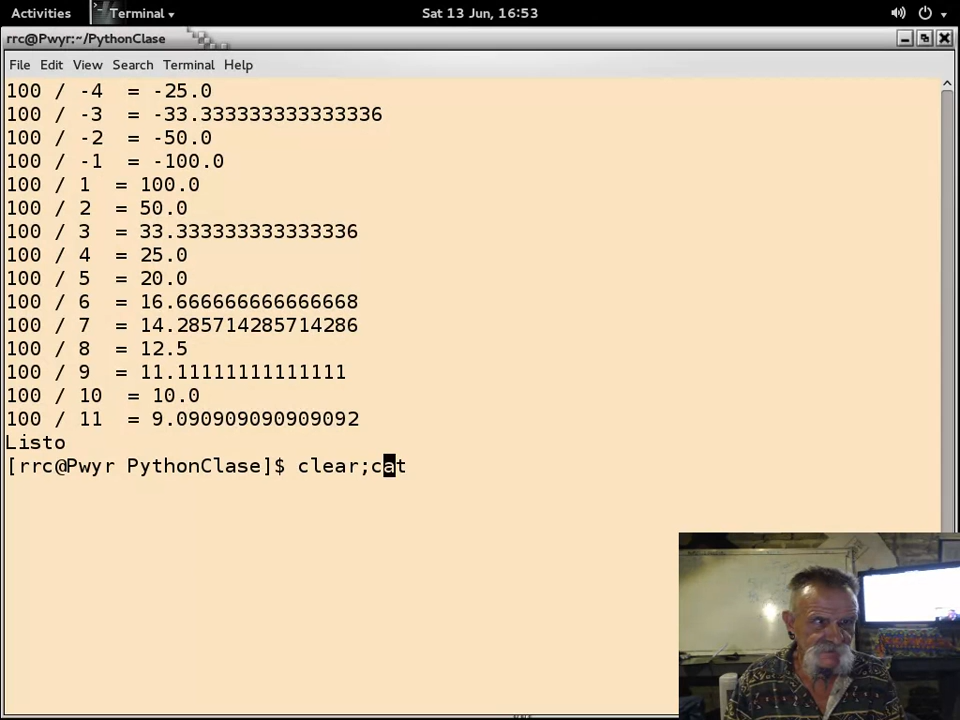 Activities Terminal Sat 13 Jun, 16:53
rrc@Pwyr:~/PythonClase
File Edit View Search Terminal Help
100 / -4  = -25.0
100 / -3  = -33.333333333333336
100 / -2  = -50.0
100 / -1  = -100.0
100 / 1  = 100.0
100 / 2  = 50.0
100 / 3  = 33.333333333333336
100 / 4  = 25.0
100 / 5  = 20.0
100 / 6  = 16.666666666666668
100 / 7  = 14.285714285714286
100 / 8  = 12.5
100 / 9  = 11.11111111111111
100 / 10  = 10.0
100 / 11  = 9.090909090909092
Listo
[rrc@Pwyr PythonClase]$ clear;cat